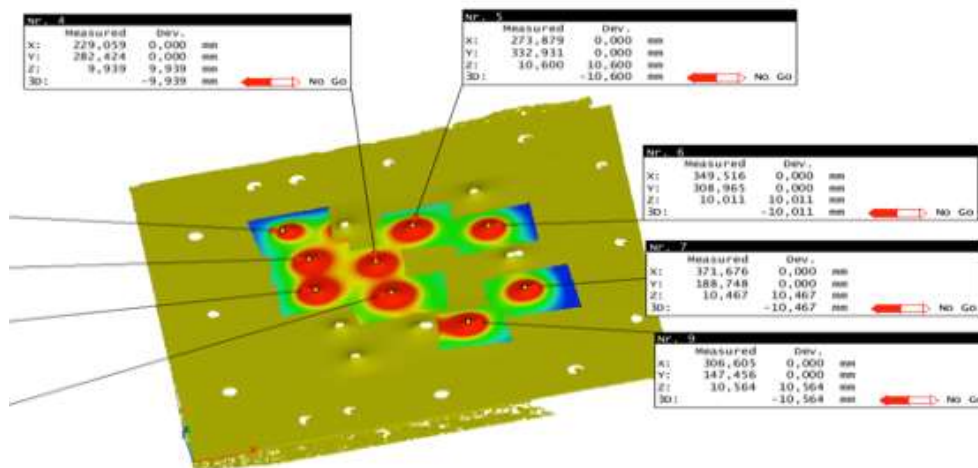 Nr. 4
Measured Dev.
X: 229,059 0,000 mm
Y: 282,424 0,000 mm
Z: 9,939 9,939 mm
3D: -9,939 mm No Go
Nr. 5
Measured Dev.
X: 273,879 0,000 mm
Y: 332,931 0,000 mm
Z: 10,600 10,600 mm
3D: -10,600 mm No Go
Nr. 6
Measured Dev.
X: 349,516 0,000 mm
Y: 308,965 0,000 mm
Z: 10,011 10,011 mm
3D: -10,011 mm No Go
Nr. 7
Measured Dev.
X: 371,676 0,000 mm
Y: 188,748 0,000 mm
Z: 10,467 10,467 mm
3D: -10,467 mm No Go
Nr. 9
Measured Dev.
X: 306,605 0,000 mm
Y: 147,456 0,000 mm
Z: 10,564 10,564 mm
3D: -10,564 mm No Go